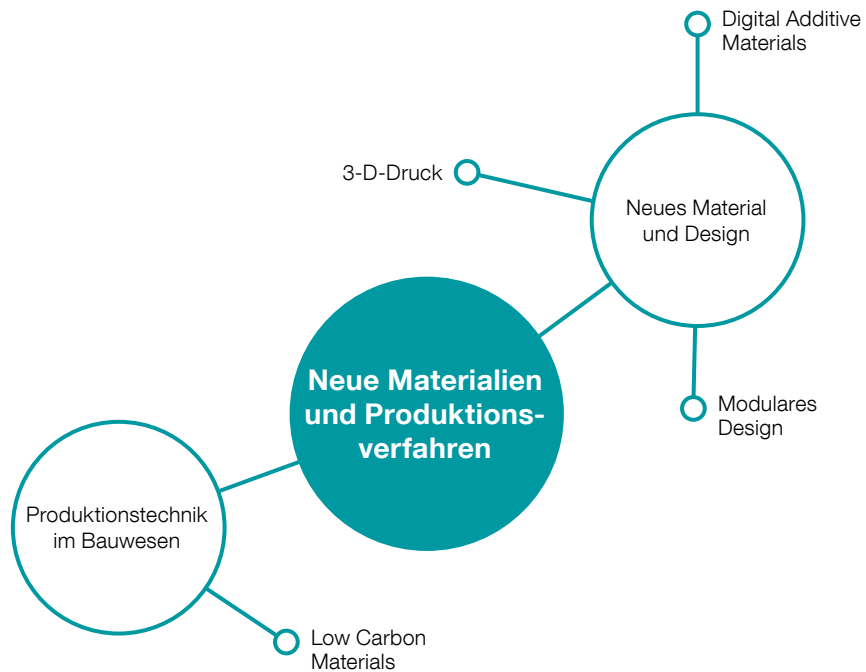 Digital Additive
Materials
3-D-Druck
Neues Material
und Design
Neue Materialien
und Produktions-
verfahren
Modulares
Design
Produktionstechnik
im Bauwesen
Low Carbon
Materials